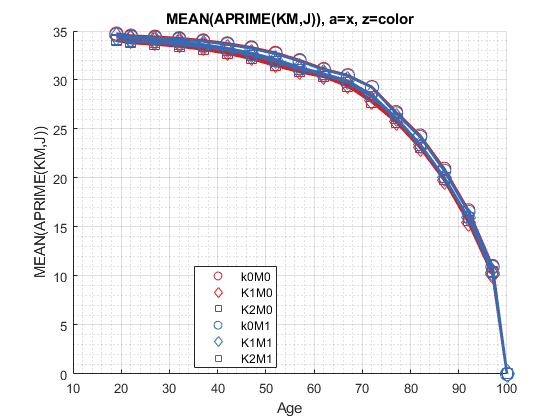 MEAN(APRIME(KM,J)), a=x, z=color
MEAN(APRIME(KM,J))
35
30
25
20
15
10
5
0
k0M0
K1M0
K2M0
k0M1
K1M1
K2M1
10 20 30 40 50 60 70 80 90 100
Age